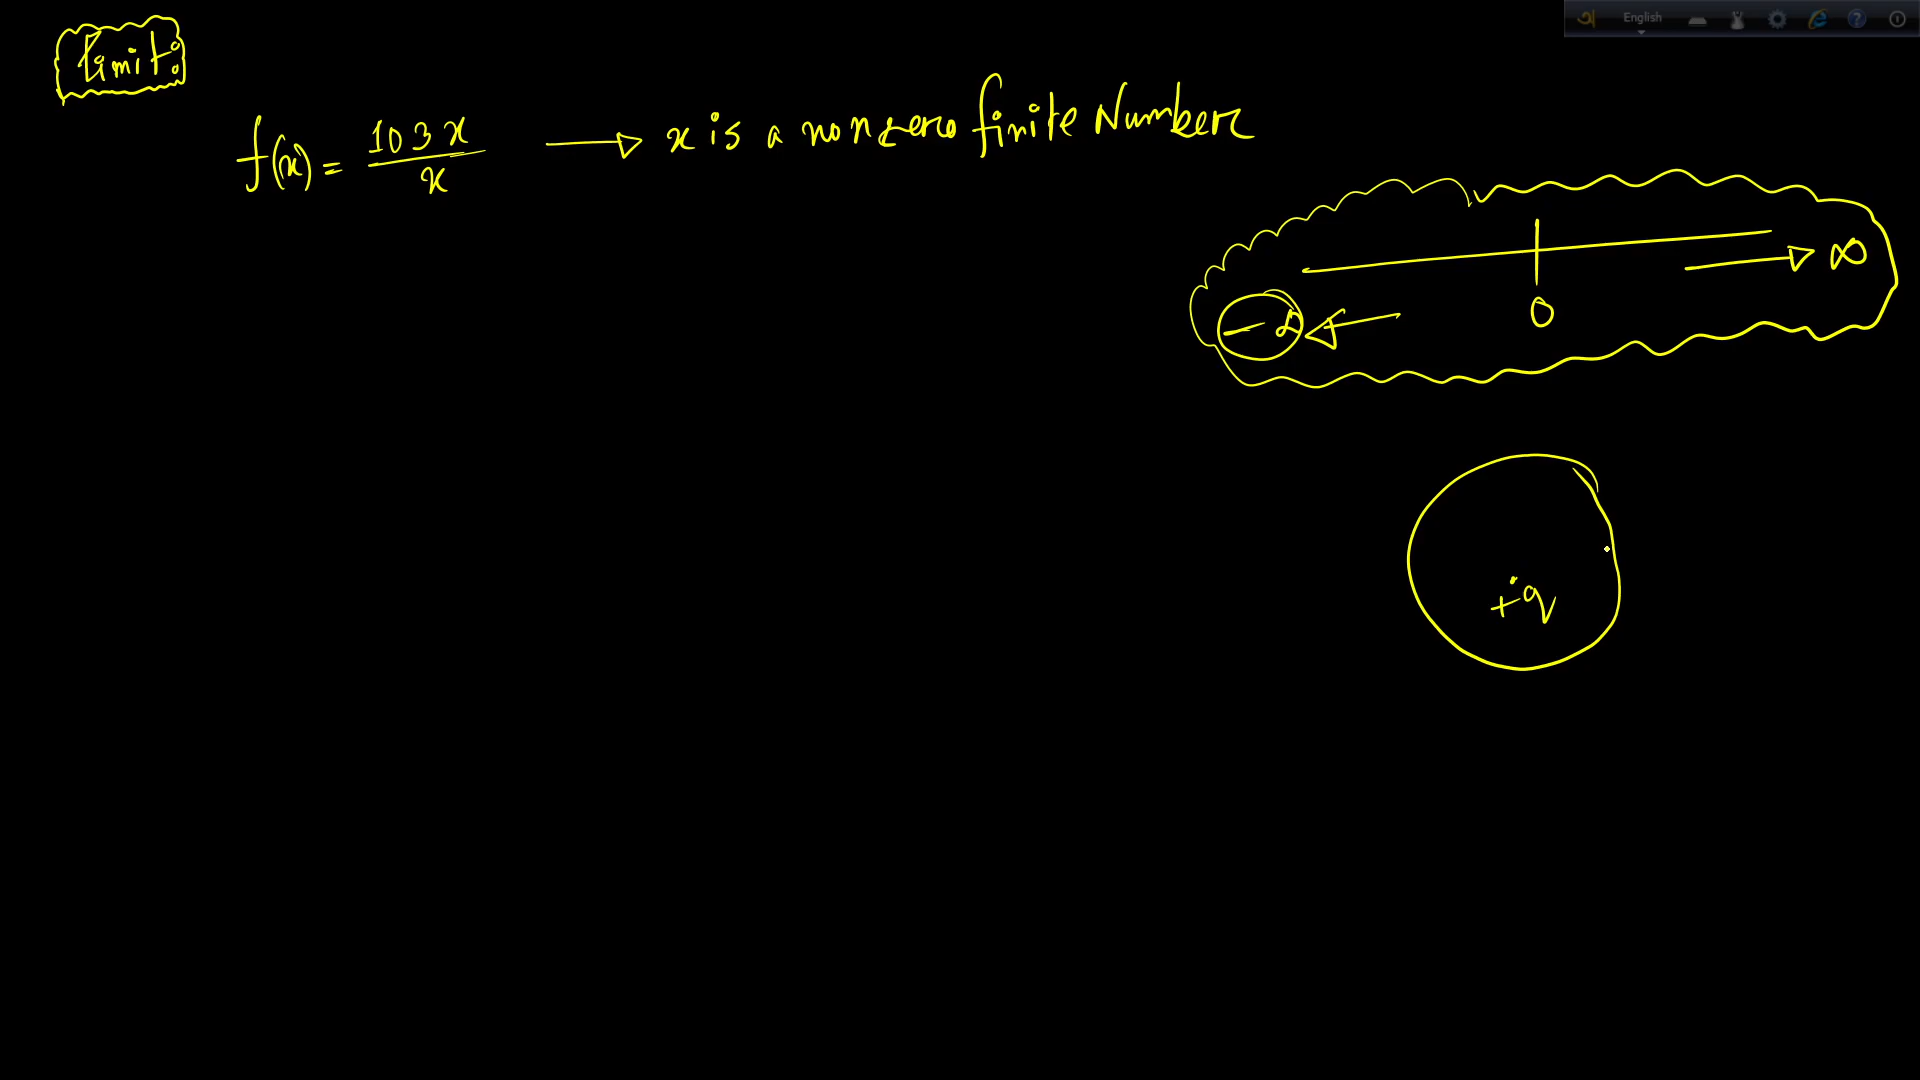 Limit:
f(x) = 103x / x → x is a nonzero finite Number
∞
- ∞
0
+q
অ English